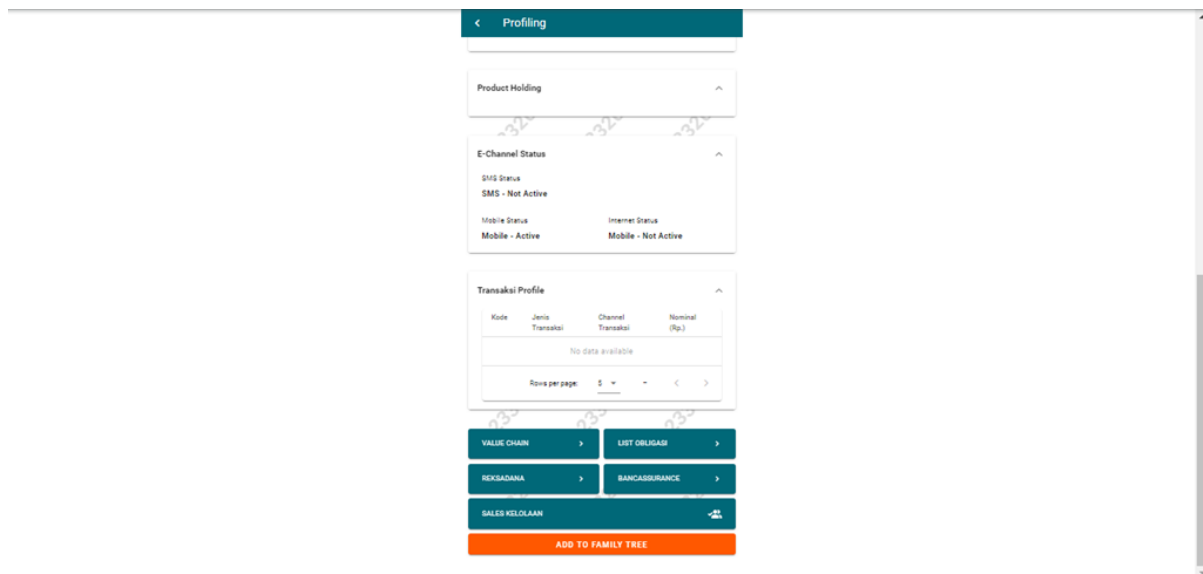 Profiling
Product Holding
E-Channel Status
SMS Status
SMS - Not Active
Mobile Status Internet Status
Mobile - Active Mobile - Not Active
Transaksi Profile
Kode Jenis Transaksi Channel Transaksi Nominal (Rp.)
No data available
Rows per page: 5 -
VALUE CHAIN LIST OBLIGASI
REKSADANA BANCASSURANCE
SALES KELOLAAN
ADD TO FAMILY TREE